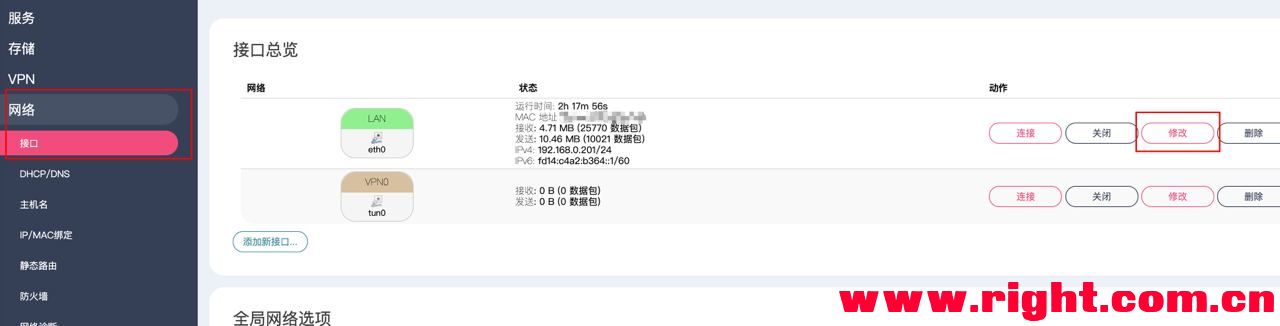 服务
存储
VPN
网络
接口
DHCP/DNS
主机名
IP/MAC绑定
静态路由
防火墙
网络诊断
接口总览
网络 状态 动作
LAN
eth0
运行时间: 2h 17m 56s
MAC 地址
接收: 4.71 MB (25770 数据包)
发送: 10.46 MB (10021 数据包)
IPv4: 192.168.0.201/24
IPv6: fd14:c4a2:b364::1/60
连接 关闭 修改 删除
VPN0
tun0
接收: 0 B (0 数据包)
发送: 0 B (0 数据包)
连接 关闭 修改 删除
添加新接口...
全局网络选项
www.right.com.cn